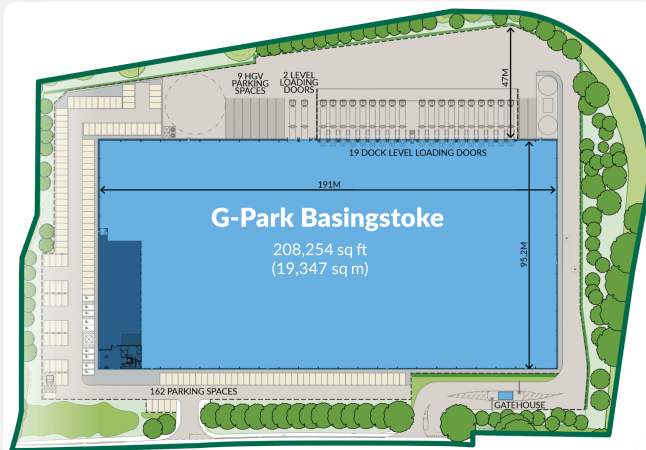 9 HGV
PARKING
SPACES
2 LEVEL
LOADING
DOORS
47M
19 DOCK LEVEL LOADING DOORS
191M
G-Park Basingstoke
208,254 sq ft
(19,347 sq m)
95.2M
162 PARKING SPACES
GATEHOUSE